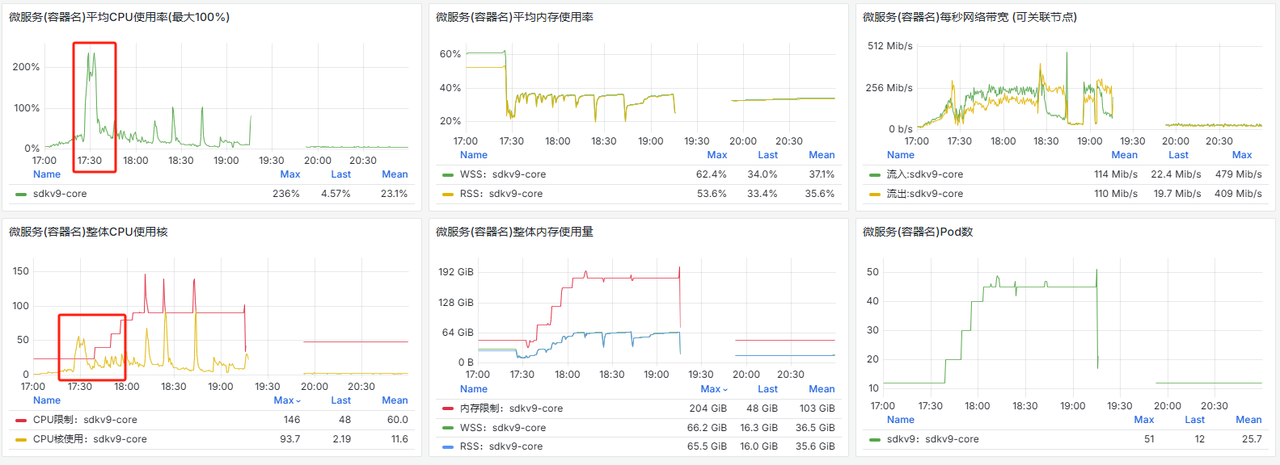 微服务(容器名)平均CPU使用率(最大100%)
200%
100%
0%
17:00 17:30 18:00 18:30 19:00 19:30 20:00 20:30
Name Max Last Mean
sdkv9-core 236% 4.57% 23.1%
微服务(容器名)平均内存使用率
60%
40%
20%
17:00 17:30 18:00 18:30 19:00 19:30 20:00 20:30
Name Max Last Mean
WSS: sdkv9-core 62.4% 34.0% 37.1%
RSS: sdkv9-core 53.6% 33.4% 35.6%
微服务(容器名)每秒网络带宽 (可关联节点)
512 Mib/s
256 Mib/s
0 b/s
17:00 17:30 18:00 18:30 19:00 19:30 20:00 20:30
Name Mean Last Max
流入:sdkv9-core 114 Mib/s 22.4 Mib/s 479 Mib/s
流出:sdkv9-core 110 Mib/s 19.7 Mib/s 409 Mib/s
微服务(容器名)整体CPU使用核
150
100
50
0
17:00 17:30 18:00 18:30 19:00 19:30 20:00 20:30
Name Max Last Mean
CPU限制: sdkv9-core 146 48 60.0
CPU核使用: sdkv9-core 93.7 2.19 11.6
微服务(容器名)整体内存使用量
192 GiB
128 GiB
64 GiB
0 B
17:00 17:30 18:00 18:30 19:00 19:30 20:00 20:30
Name Max Last Mean
内存限制: sdkv9-core 204 GiB 48 GiB 103 GiB
WSS: sdkv9-core 66.2 GiB 16.3 GiB 36.5 GiB
RSS: sdkv9-core 65.5 GiB 16.0 GiB 35.6 GiB
微服务(容器名)Pod数
50
40
30
20
10
17:00 17:30 18:00 18:30 19:00 19:30 20:00 20:30
Name Max Last Mean
sdkv9: sdkv9-core 51 12 25.7